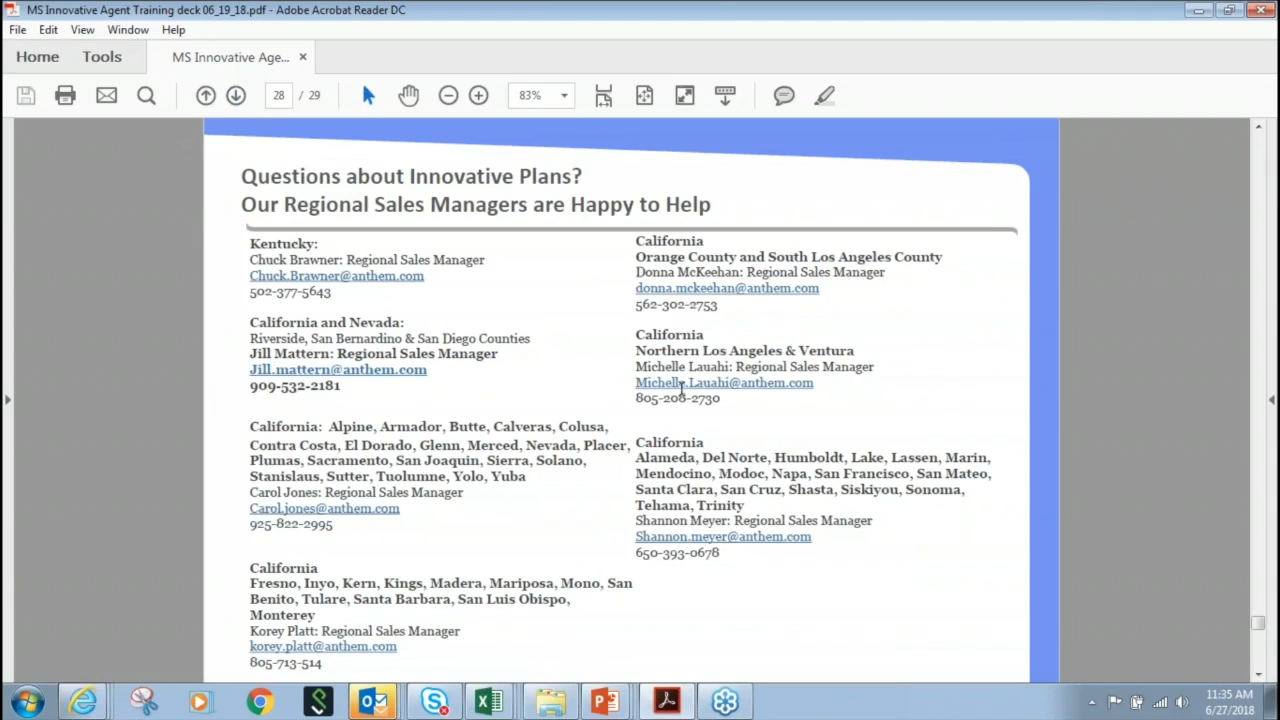 MS Innovative Agent Training deck 06_19_18.pdf - Adobe Acrobat Reader DC
File Edit View Window Help
Home Tools MS Innovative Age... ×
28 / 29 83%
Questions about Innovative Plans?
Our Regional Sales Managers are Happy to Help
Kentucky:
Chuck Brawner: Regional Sales Manager
Chuck.Brawner@anthem.com
502-377-5643
California and Nevada:
Riverside, San Bernardino & San Diego Counties
Jill Mattern: Regional Sales Manager
Jill.mattern@anthem.com
909-532-2181
California: Alpine, Armador, Butte, Calveras, Colusa,
Contra Costa, El Dorado, Glenn, Merced, Nevada, Placer,
Plumas, Sacramento, San Joaquin, Sierra, Solano,
Stanislaus, Sutter, Tuolumne, Yolo, Yuba
Carol Jones: Regional Sales Manager
Carol.jones@anthem.com
925-822-2995
California
Fresno, Inyo, Kern, Kings, Madera, Mariposa, Mono, San
Benito, Tulare, Santa Barbara, San Luis Obispo,
Monterey
Korey Platt: Regional Sales Manager
korey.platt@anthem.com
805-713-514
California
Orange County and South Los Angeles County
Donna McKeehan: Regional Sales Manager
donna.mckeehan@anthem.com
562-302-2753
California
Northern Los Angeles & Ventura
Michelle Lauahi: Regional Sales Manager
Michelle.Lauahi@anthem.com
805-208-2730
California
Alameda, Del Norte, Humboldt, Lake, Lassen, Marin,
Mendocino, Modoc, Napa, San Francisco, San Mateo,
Santa Clara, San Cruz, Shasta, Siskiyou, Sonoma,
Tehama, Trinity
Shannon Meyer: Regional Sales Manager
Shannon.meyer@anthem.com
650-393-0678
11:35 AM
6/27/2018